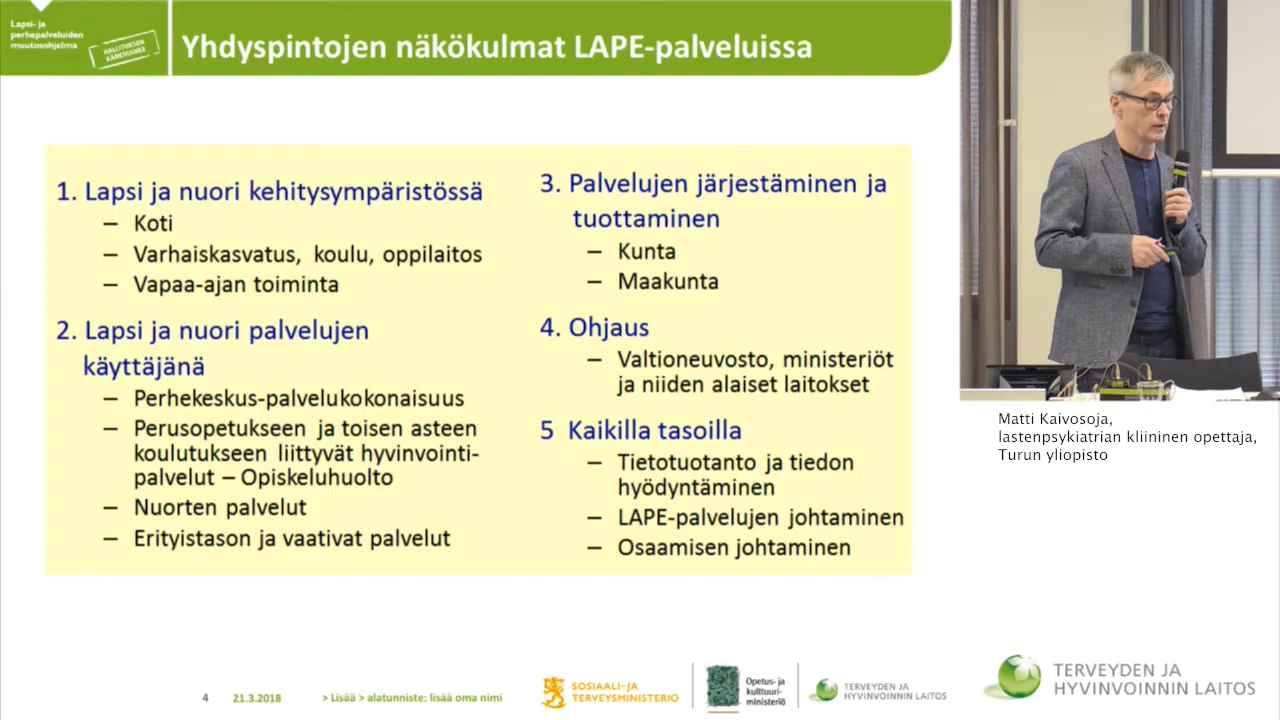 Lapsi- ja
perhepalveluiden
muutosohjelma
HALLITUKSEN
KÄRKIHANKE
Yhdyspintojen näkökulmat LAPE-palveluissa
1. Lapsi ja nuori kehitysympäristössä
– Koti
– Varhaiskasvatus, koulu, oppilaitos
– Vapaa-ajan toiminta
2. Lapsi ja nuori palvelujen
käyttäjänä
– Perhekeskus-palvelukokonaisuus
– Perusopetukseen ja toisen asteen
koulutukseen liittyvät hyvinvointi-
palvelut – Opiskeluhuolto
– Nuorten palvelut
– Erityistason ja vaativat palvelut
3. Palvelujen järjestäminen ja
tuottaminen
– Kunta
– Maakunta
4. Ohjaus
– Valtioneuvosto, ministeriöt
ja niiden alaiset laitokset
5 Kaikilla tasoilla
– Tietotuotanto ja tiedon
hyödyntäminen
– LAPE-palvelujen johtaminen
– Osaamisen johtaminen
Matti Kaivosoja,
lastenpsykiatrian kliininen opettaja,
Turun yliopisto
4 21.3.2018 > Lisää > alatunniste: lisää oma nimi
SOSIAALI- JA
TERVEYSMINISTERIÖ
Opetus- ja
kulttuuri-
ministeriö
TERVEYDEN JA
HYVINVOINNIN LAITOS
TERVEYDEN JA
HYVINVOINNIN LAITOS